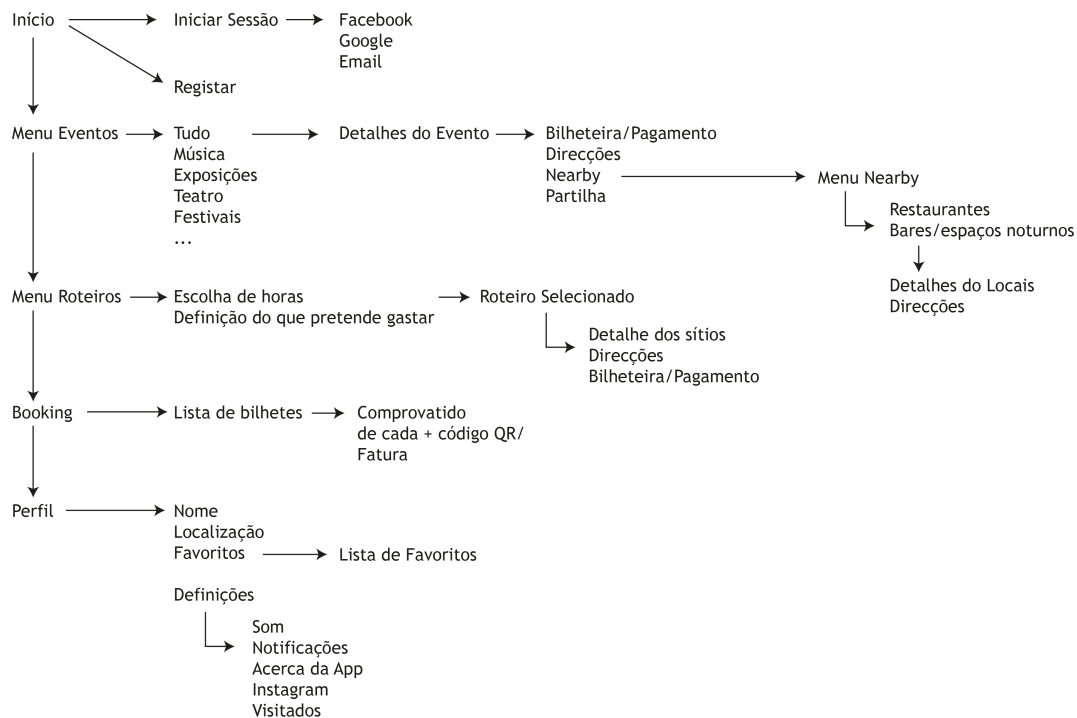 Início
Iniciar Sessão
Facebook
Google
Email
Registar
Menu Eventos
Tudo
Música
Exposições
Teatro
Festivais
...
Detalhes do Evento
Bilheteira/Pagamento
Direcções
Nearby
Partilha
Menu Nearby
Restaurantes
Bares/espaços noturnos
Detalhes do Locais
Direcções
Menu Roteiros
Escolha de horas
Definição do que pretende gastar
Roteiro Selecionado
Detalhe dos sítios
Direcções
Bilheteira/Pagamento
Booking
Lista de bilhetes
Comprovatido
de cada + código QR/
Fatura
Perfil
Nome
Localização
Favoritos
Lista de Favoritos
Definições
Som
Notificações
Acerca da App
Instagram
Visitados